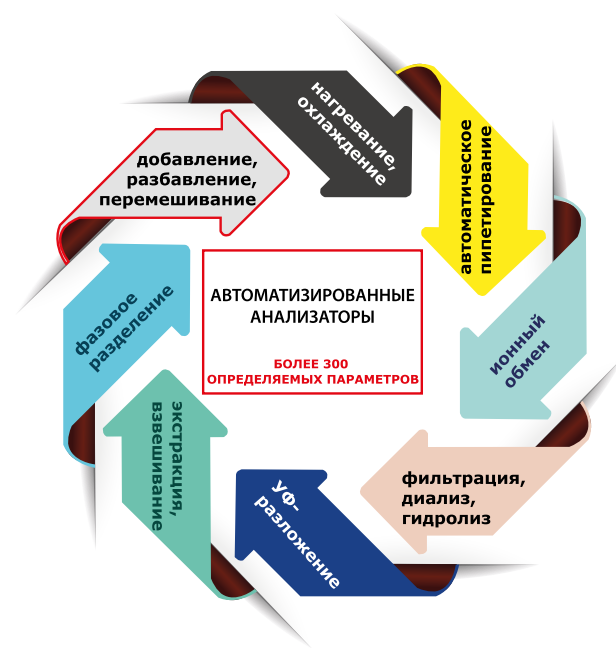 нагревание,
охлаждение
автоматическое
пипетирование
добавление,
разбавление,
перемешивание
фазовое
разделение
АВТОМАТИЗИРОВАННЫЕ
АНАЛИЗАТОРЫ
БОЛЕЕ 300
ОПРЕДЕЛЯЕМЫХ ПАРАМЕТРОВ
ионный
обмен
экстракция,
взвешивание
УФ-
разложение
фильтрация,
диализ,
гидролиз